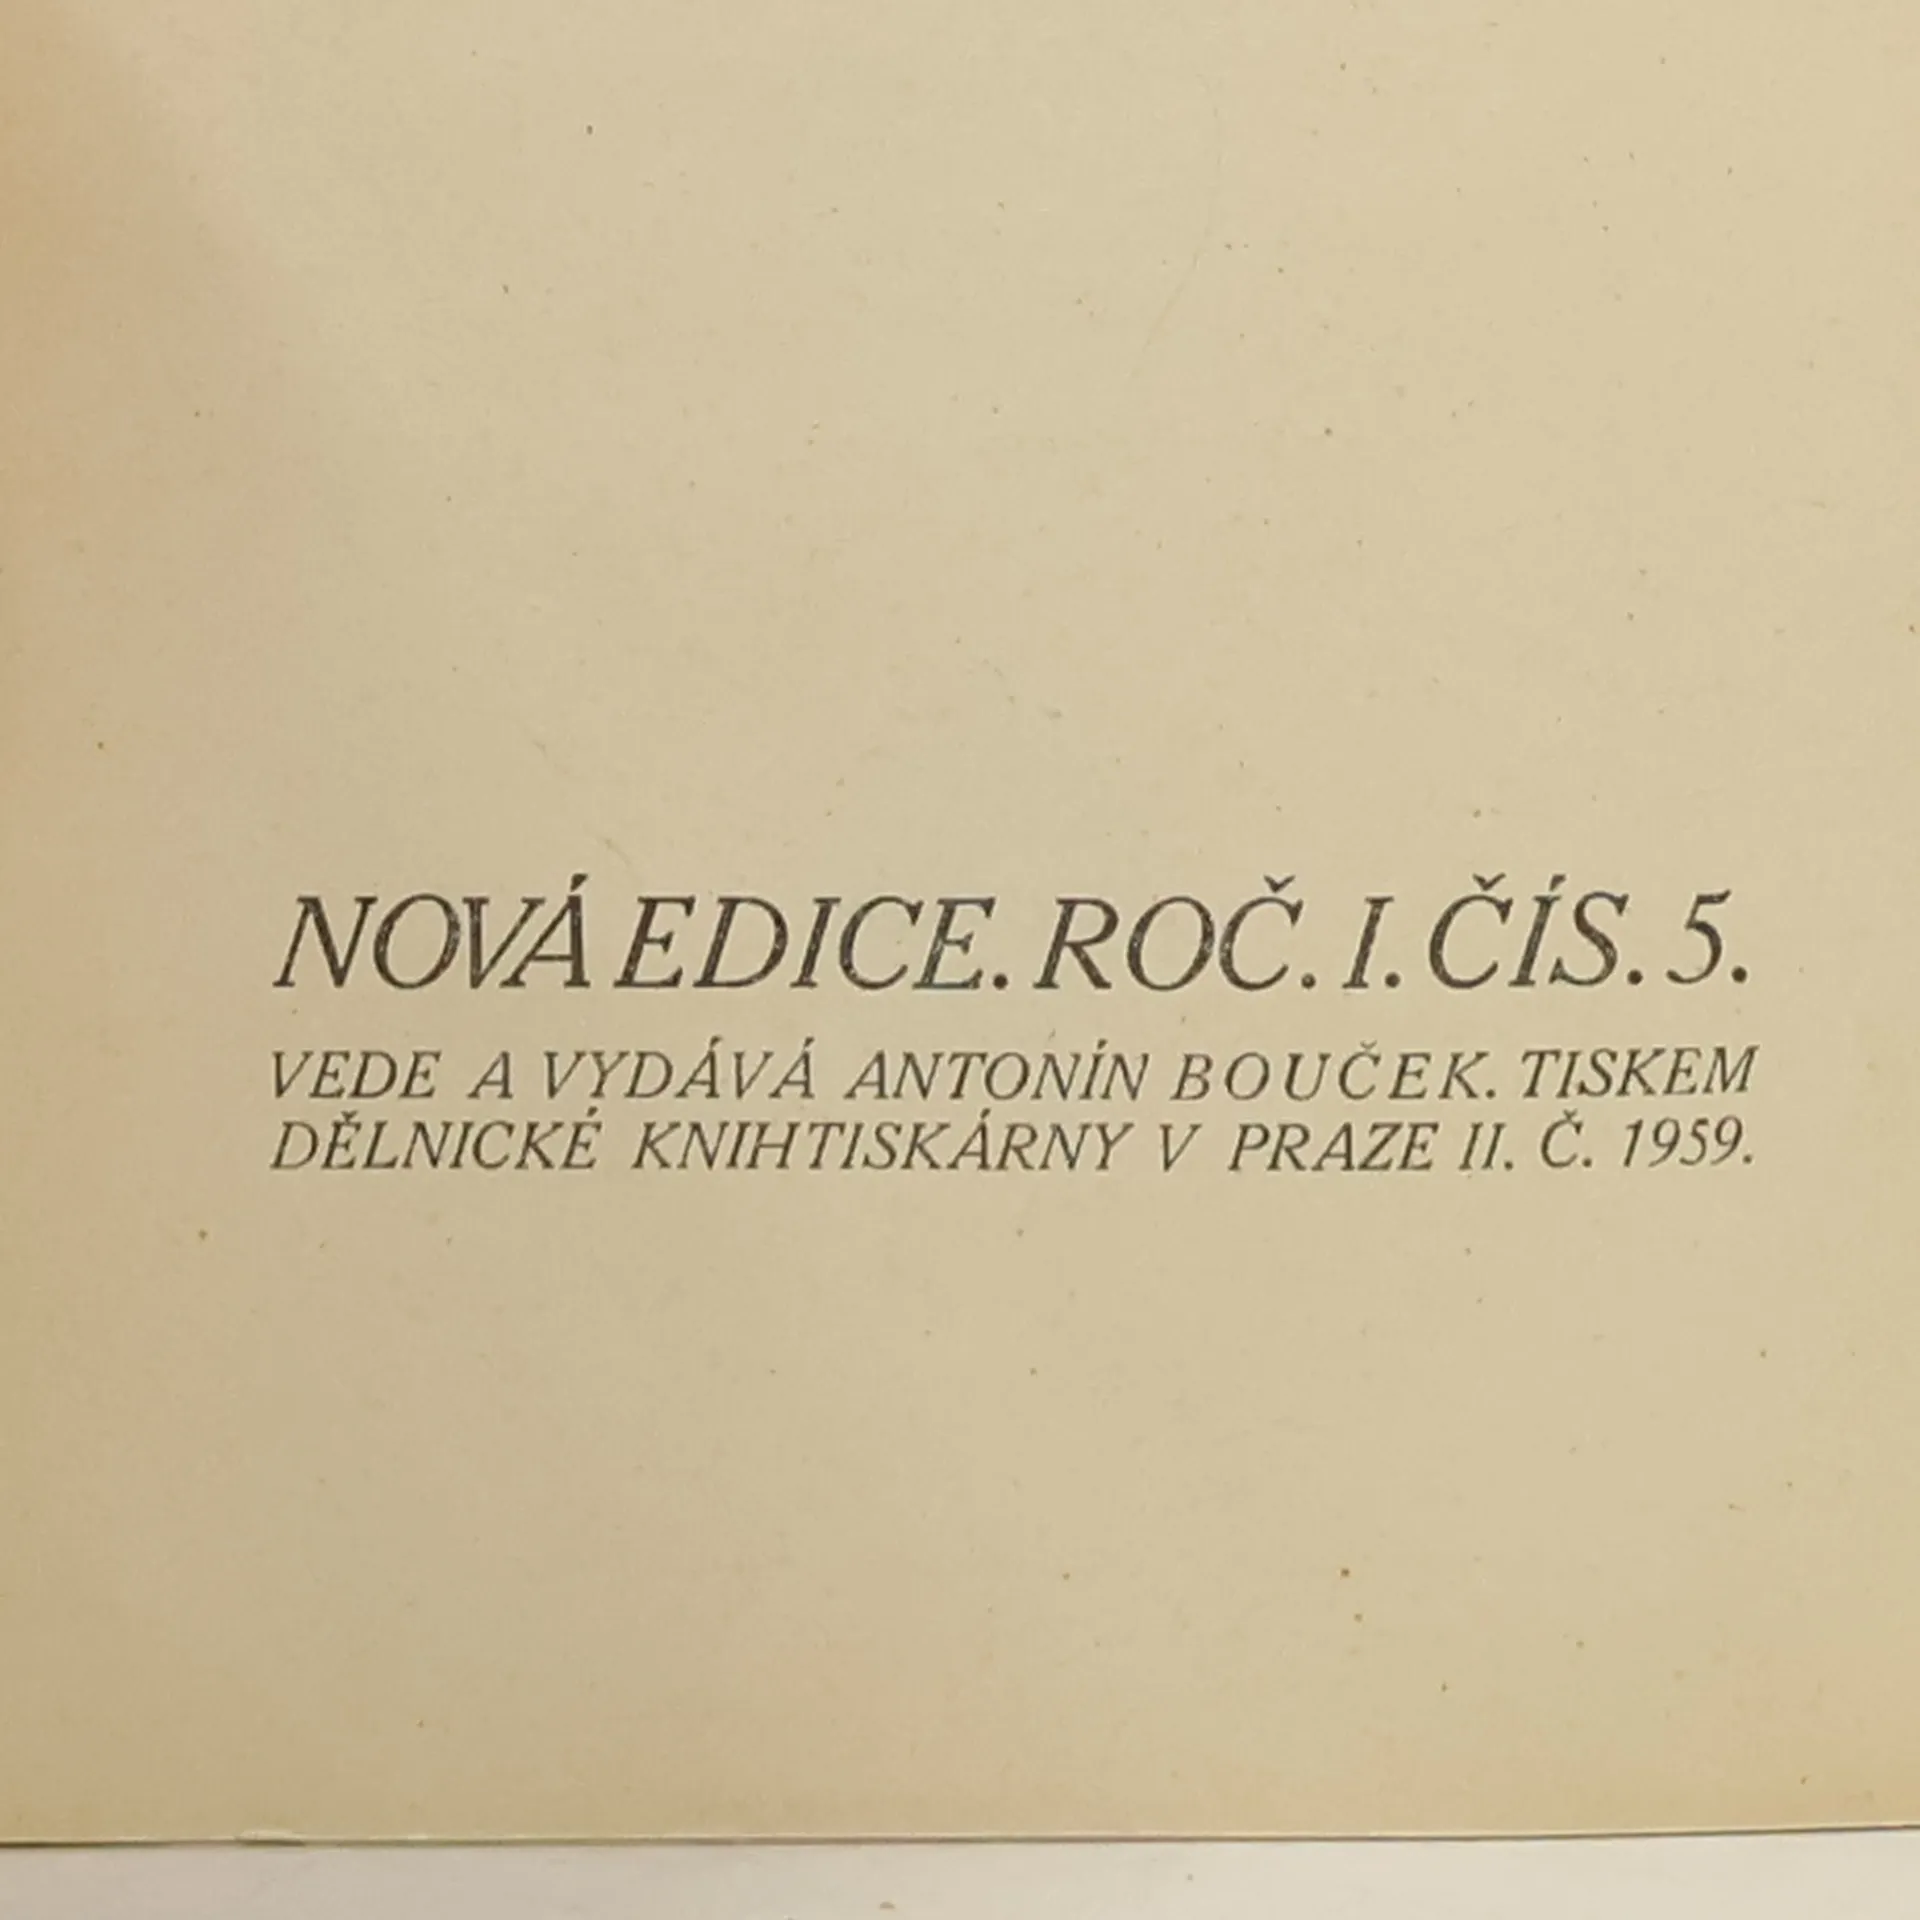 NOVÁ EDICE. ROČ. I. ČÍS. 5.
VEDE A VYDÁVÁ ANTONÍN BOUČEK. TISKEM
DĚLNICKÉ KNIHTISKÁRNY V PRAZE II. Č. 1959.